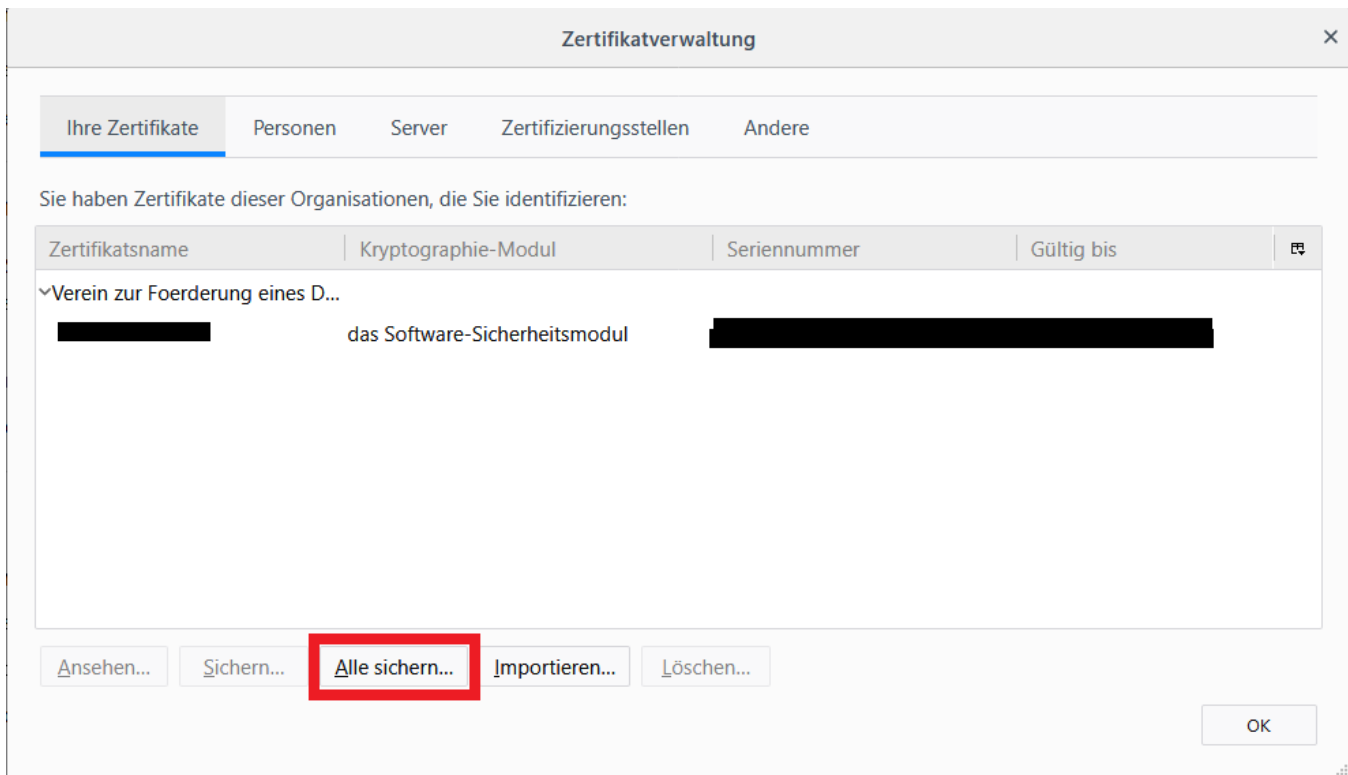 Zertifikatverwaltung
Ihre Zertifikate Personen Server Zertifizierungsstellen Andere
Sie haben Zertifikate dieser Organisationen, die Sie identifizieren:
Zertifikatsname Kryptographie-Modul Seriennummer Gültig bis
Verein zur Foerderung eines D...
das Software-Sicherheitsmodul
Ansehen... Sichern... Alle sichern... Importieren... Löschen...
OK